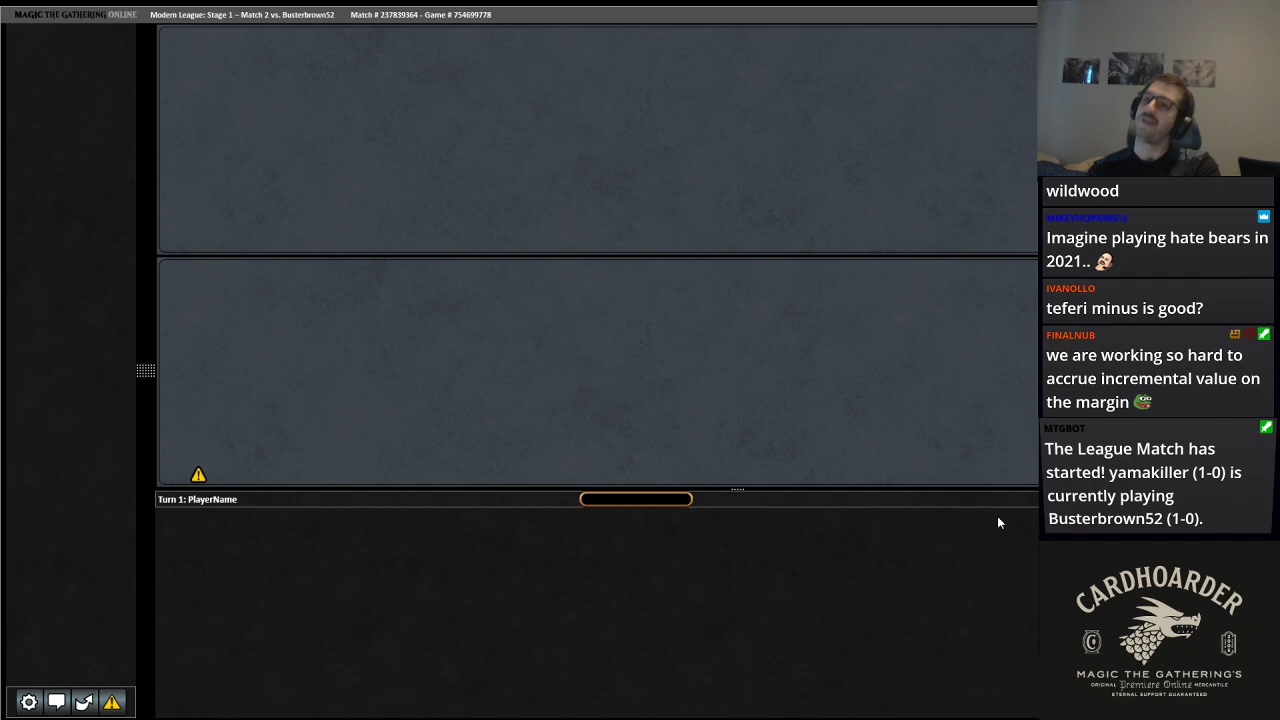 MAGIC THE GATHERING ONLINE Modern League: Stage 1 – Match 2 vs. Busterbrown52 Match # 237839364 - Game # 754699778
Turn 1: PlayerName
wildwood
MIKEYHOPKINAS
Imagine playing hate bears in
2021..
IVANOLLO
teferi minus is good?
FINALNUB
we are working so hard to
accrue incremental value on
the margin
MTGBOT
The League Match has
started! yamakiller (1-0) is
currently playing
Busterbrown52 (1-0).
CARDHOARDER
MAGIC THE GATHERING'S
ORIGINAL Premiere Online MERCANTILE
ETERNAL SUPPORT GUARANTEED